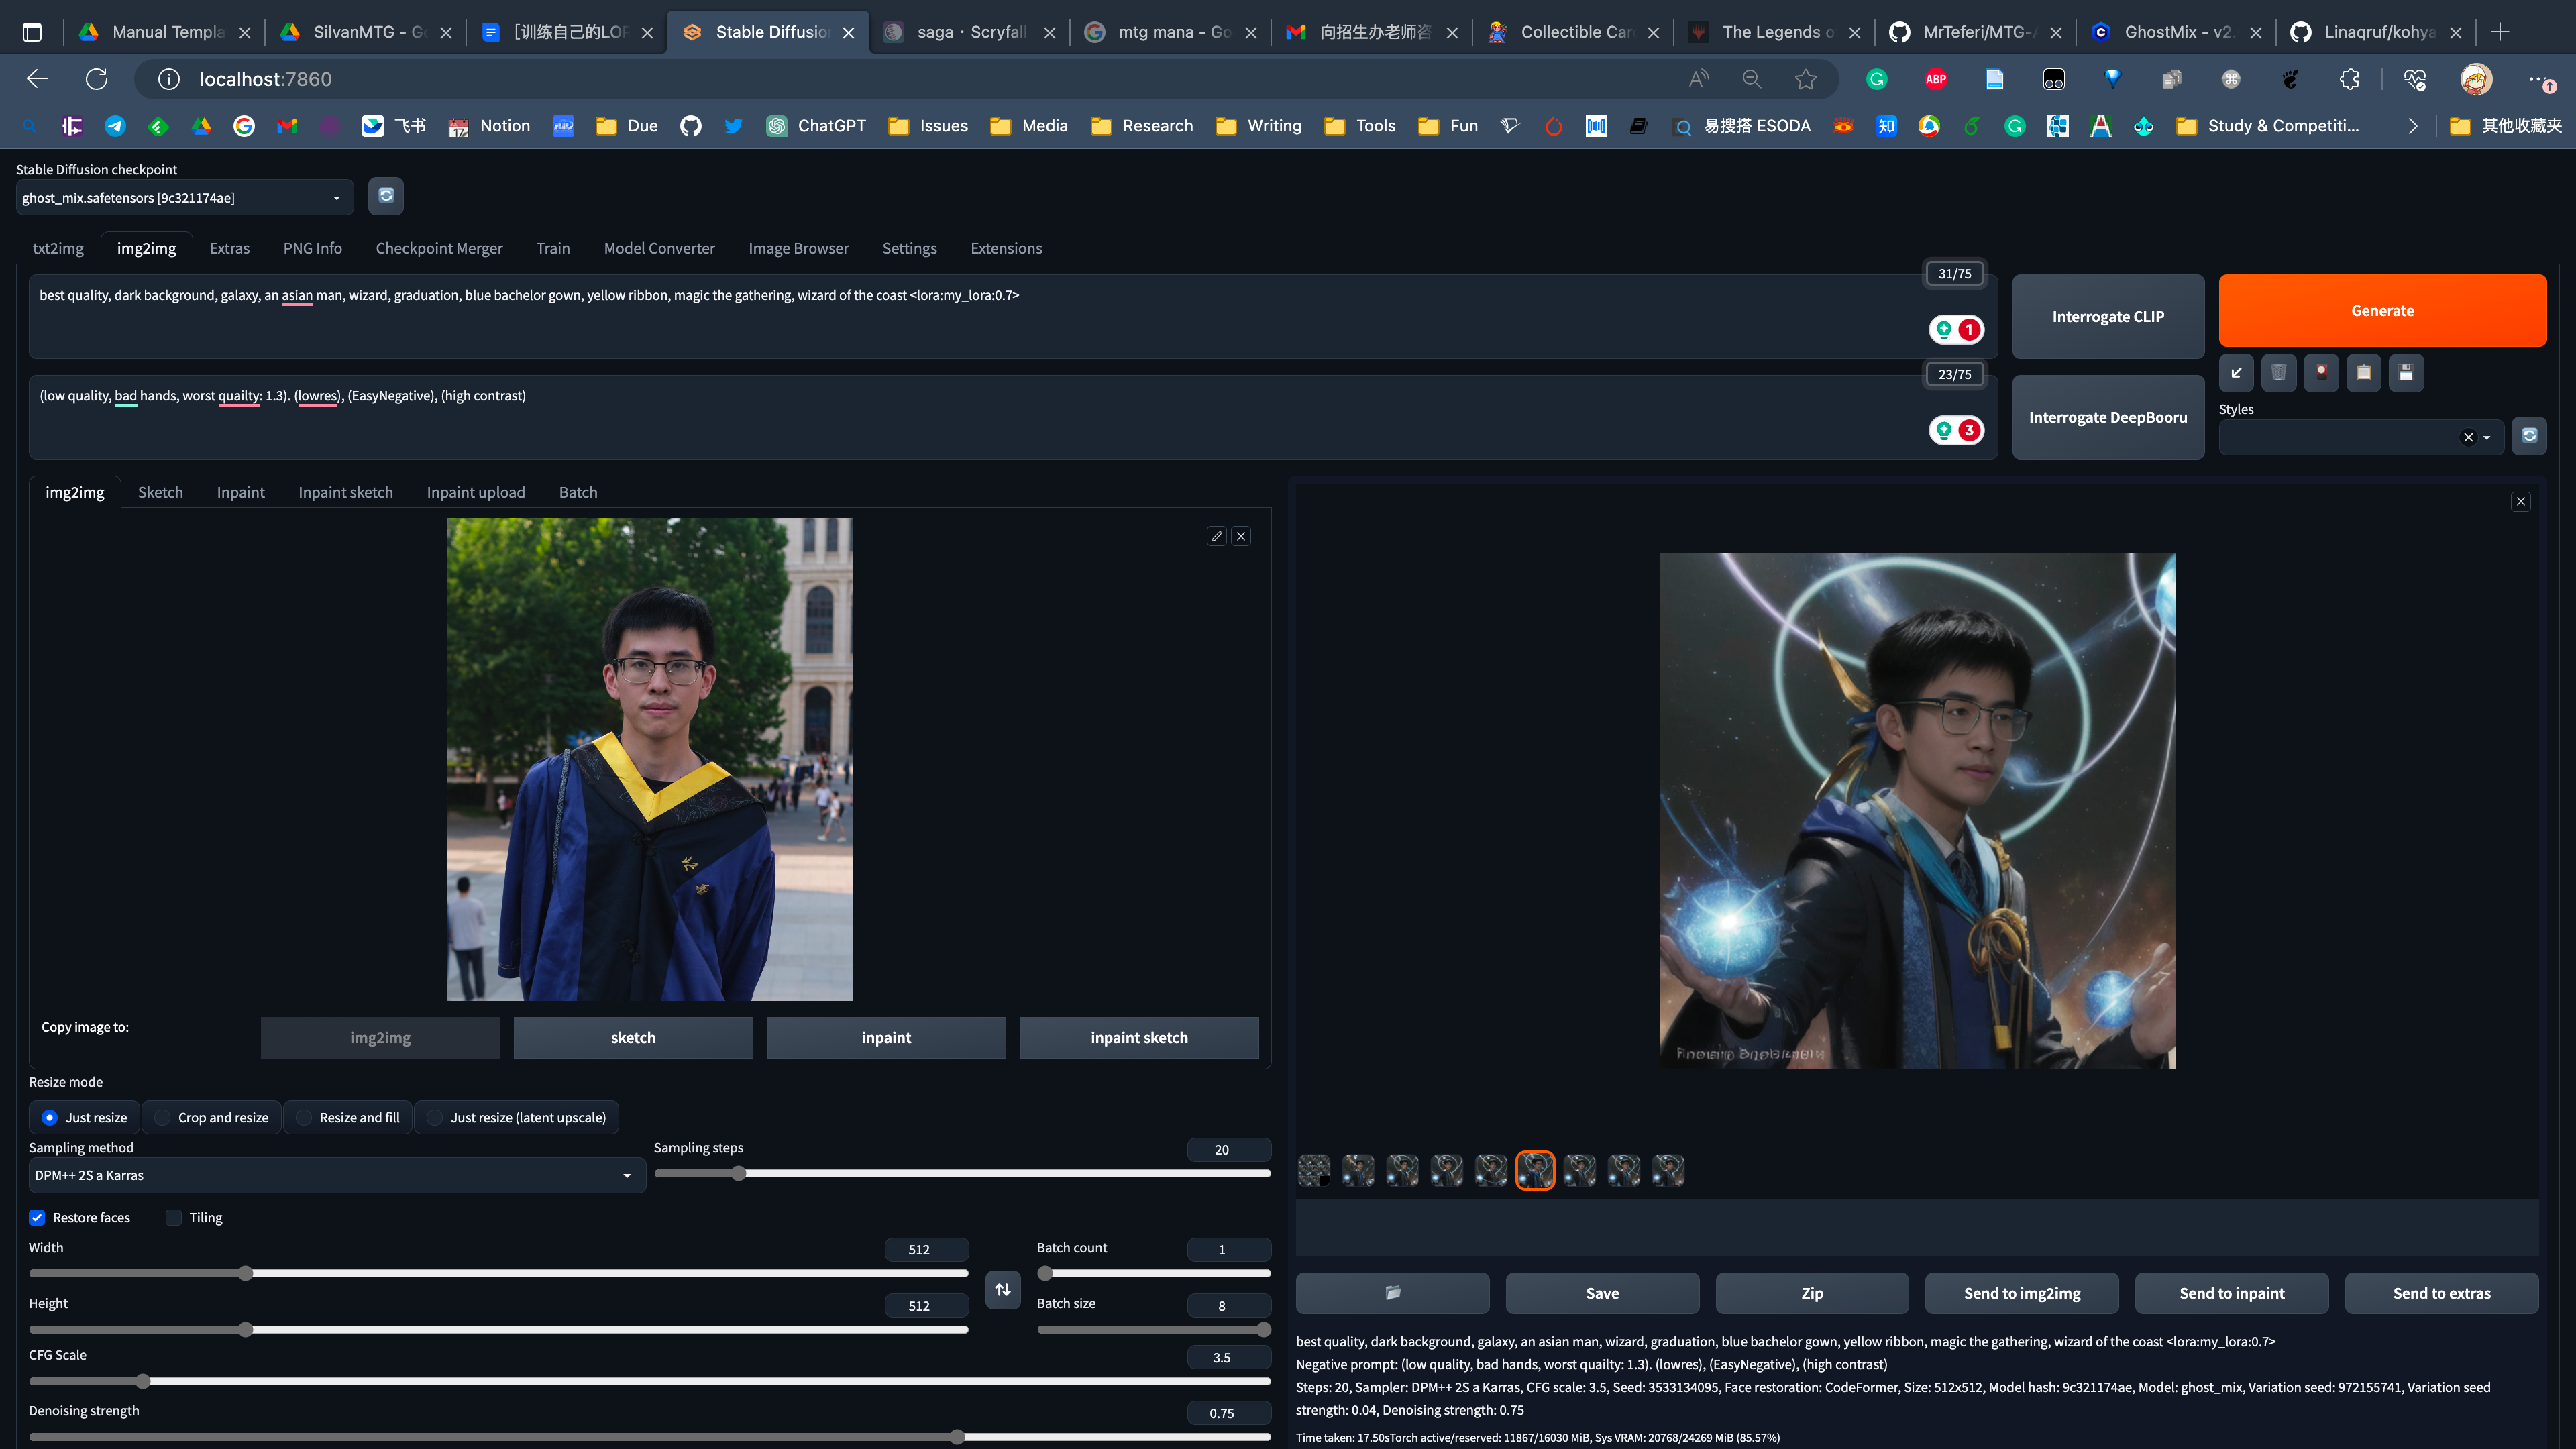 Manual Templa
SilvanMTG - Go
[训练自己的LOR
Stable Diffusion
saga · Scryfall
mtg mana - Go
向招生办老师咨
Collectible Card
The Legends o
MrTeferi/MTG-A
GhostMix - v2.
Linaqruf/kohya
localhost:7860
ABP
飞书
17
Notion
Due
ChatGPT
Issues
Media
Research
Writing
Tools
Fun
易搜搭 ESODA
知
Study & Competiti...
其他收藏夹
Stable Diffusion checkpoint
ghost_mix.safetensors [9c321174ae]
txt2img
img2img
Extras
PNG Info
Checkpoint Merger
Train
Model Converter
Image Browser
Settings
Extensions
31/75
best quality, dark background, galaxy, an asian man, wizard, graduation, blue bachelor gown, yellow ribbon, magic the gathering, wizard of the coast <lora:my_lora:0.7>
1
Interrogate CLIP
Generate
23/75
(low quality, bad hands, worst quailty: 1.3). (lowres), (EasyNegative), (high contrast)
3
Interrogate DeepBooru
Styles
img2img
Sketch
Inpaint
Inpaint sketch
Inpaint upload
Batch
Copy image to:
img2img
sketch
inpaint
inpaint sketch
Resize mode
Just resize
Crop and resize
Resize and fill
Just resize (latent upscale)
Sampling method
DPM++ 2S a Karras
Sampling steps
20
Restore faces
Tiling
Width
512
Height
512
Batch count
1
Batch size
8
CFG Scale
3.5
Denoising strength
0.75
Save
Zip
Send to img2img
Send to inpaint
Send to extras
best quality, dark background, galaxy, an asian man, wizard, graduation, blue bachelor gown, yellow ribbon, magic the gathering, wizard of the coast <lora:my_lora:0.7>
Negative prompt: (low quality, bad hands, worst quailty: 1.3). (lowres), (EasyNegative), (high contrast)
Steps: 20, Sampler: DPM++ 2S a Karras, CFG scale: 3.5, Seed: 3533134095, Face restoration: CodeFormer, Size: 512x512, Model hash: 9c321174ae, Model: ghost_mix, Variation seed: 972155741, Variation seed
strength: 0.04, Denoising strength: 0.75
Time taken: 17.50sTorch active/reserved: 11867/16030 MiB, Sys VRAM: 20768/24269 MiB (85.57%)